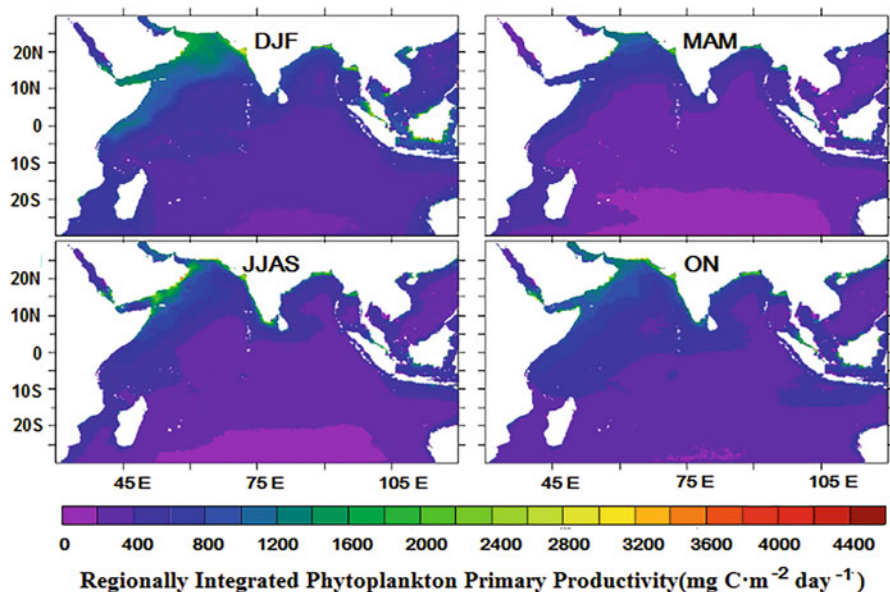 DJF
MAM
20N
10N
0
10S
20S
JJAS
ON
20N
10N
0
10S
20S
45 E
75 E
105 E
45 E
75 E
105 E
0 400 800 1200 1600 2000 2400 2800 3200 3600 4000 4400
Regionally Integrated Phytoplankton Primary Productivity(mg C·m⁻² day⁻¹)